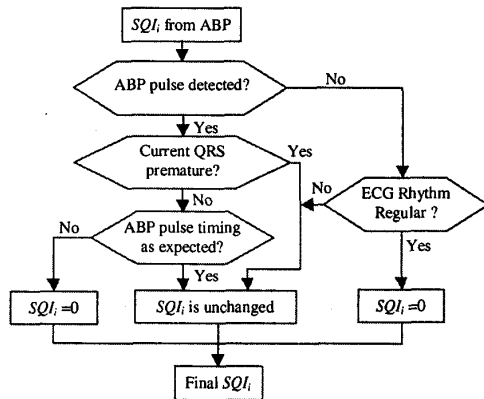 SQIi from ABP
ABP pulse detected?
No
Yes
Current QRS
premature?
Yes
No
No
ECG Rhythm
Regular ?
No
ABP pulse timing
as expected?
Yes
Yes
SQIi =0
SQIi is unchanged
SQIi =0
Final SQIi